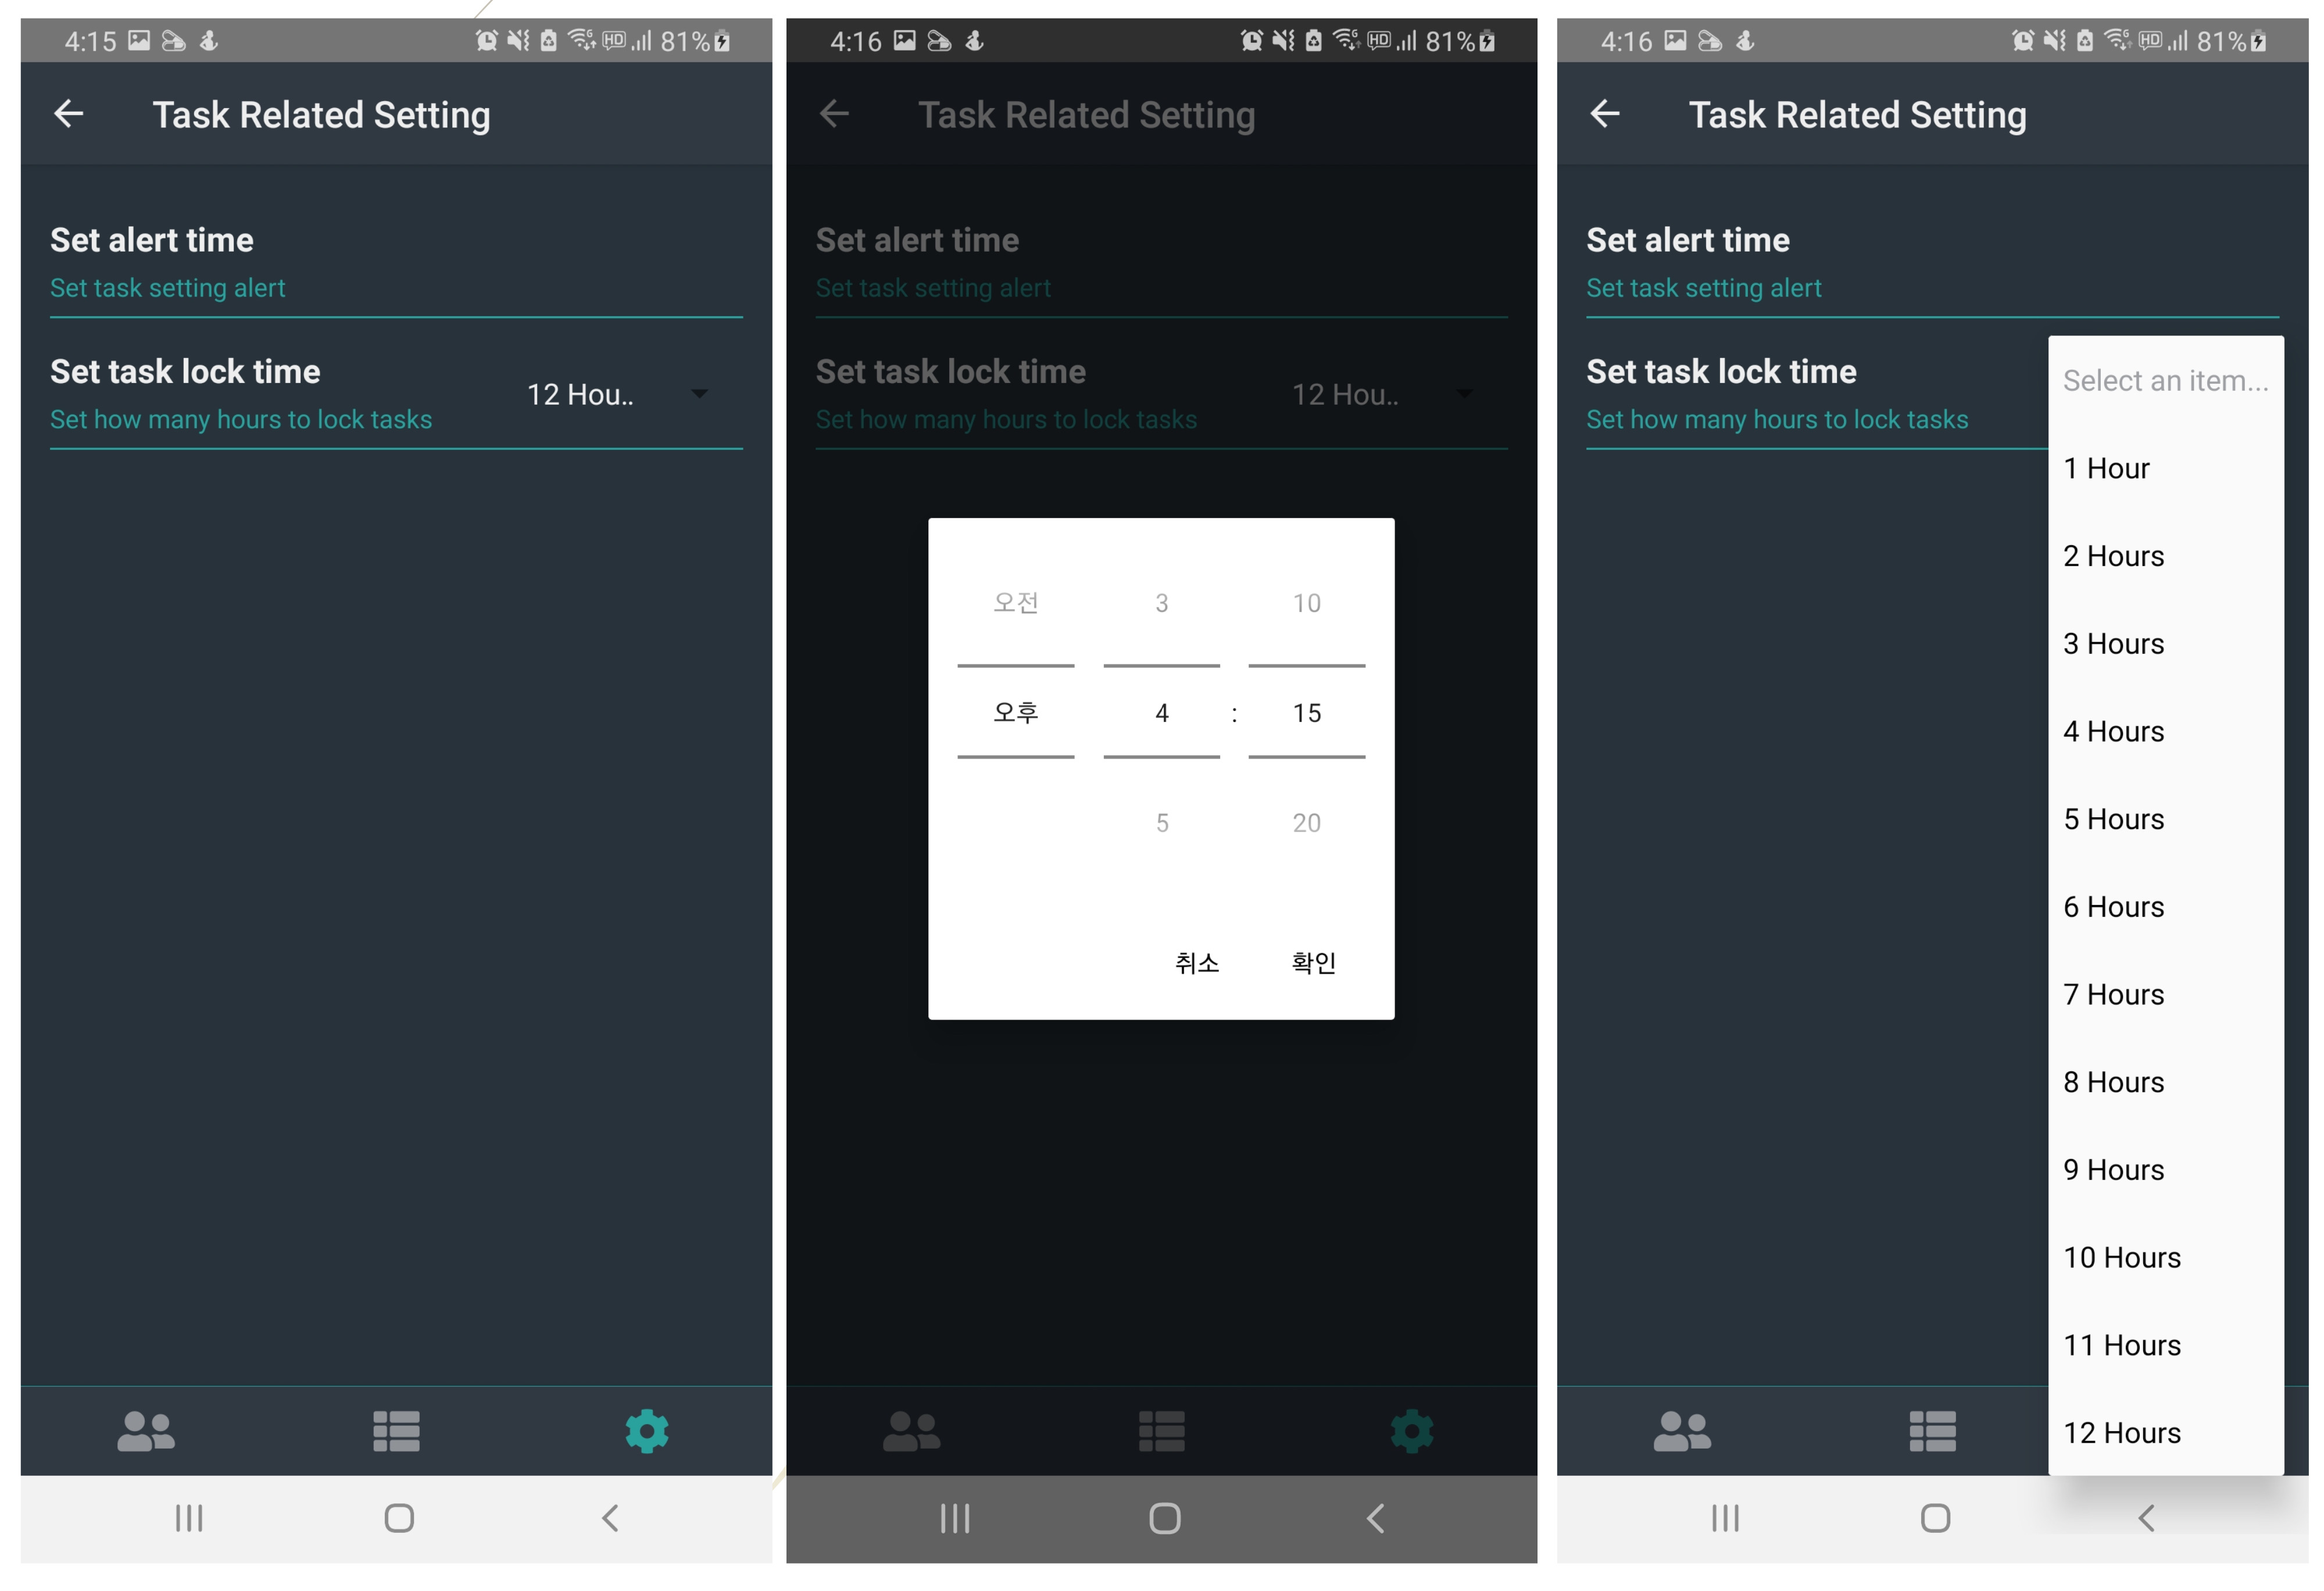 4:15
HD 81%
Task Related Setting
Set alert time
Set task setting alert
Set task lock time
12 Hou..
Set how many hours to lock tasks
4:16
HD 81%
Task Related Setting
Set alert time
Set task setting alert
Set task lock time
12 Hou..
Set how many hours to lock tasks
오전 3 10
오후 4 : 15
5 20
취소 확인
4:16
HD 81%
Task Related Setting
Set alert time
Set task setting alert
Set task lock time
Set how many hours to lock tasks
Select an item...
1 Hour
2 Hours
3 Hours
4 Hours
5 Hours
6 Hours
7 Hours
8 Hours
9 Hours
10 Hours
11 Hours
12 Hours